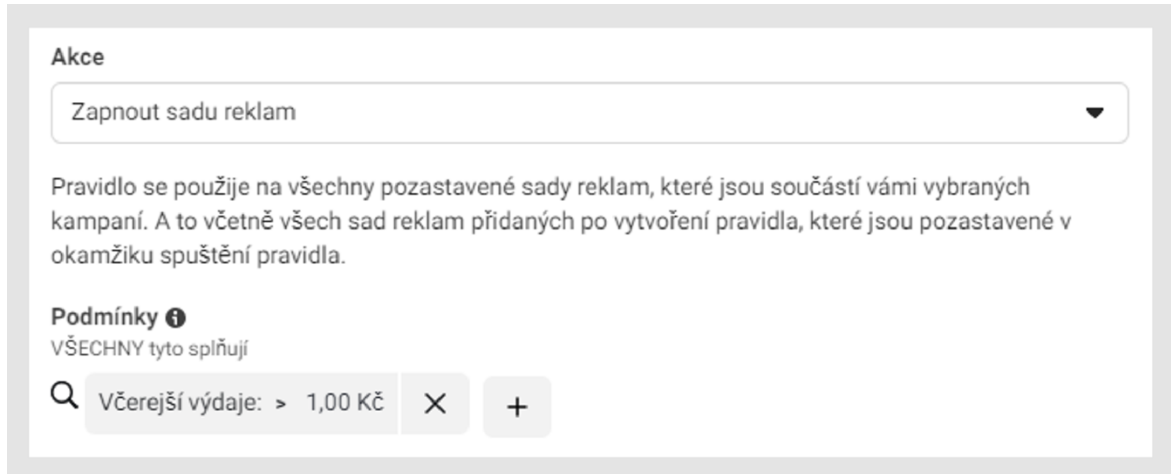 Akce
Zapnout sadu reklam
Pravidlo se použije na všechny pozastavené sady reklam, které jsou součástí vámi vybraných
kampaní. A to včetně všech sad reklam přidaných po vytvoření pravidla, které jsou pozastavené v
okamžiku spuštění pravidla.
Podmínky
VŠECHNY tyto splňují
Včerejší výdaje: > 1,00 Kč